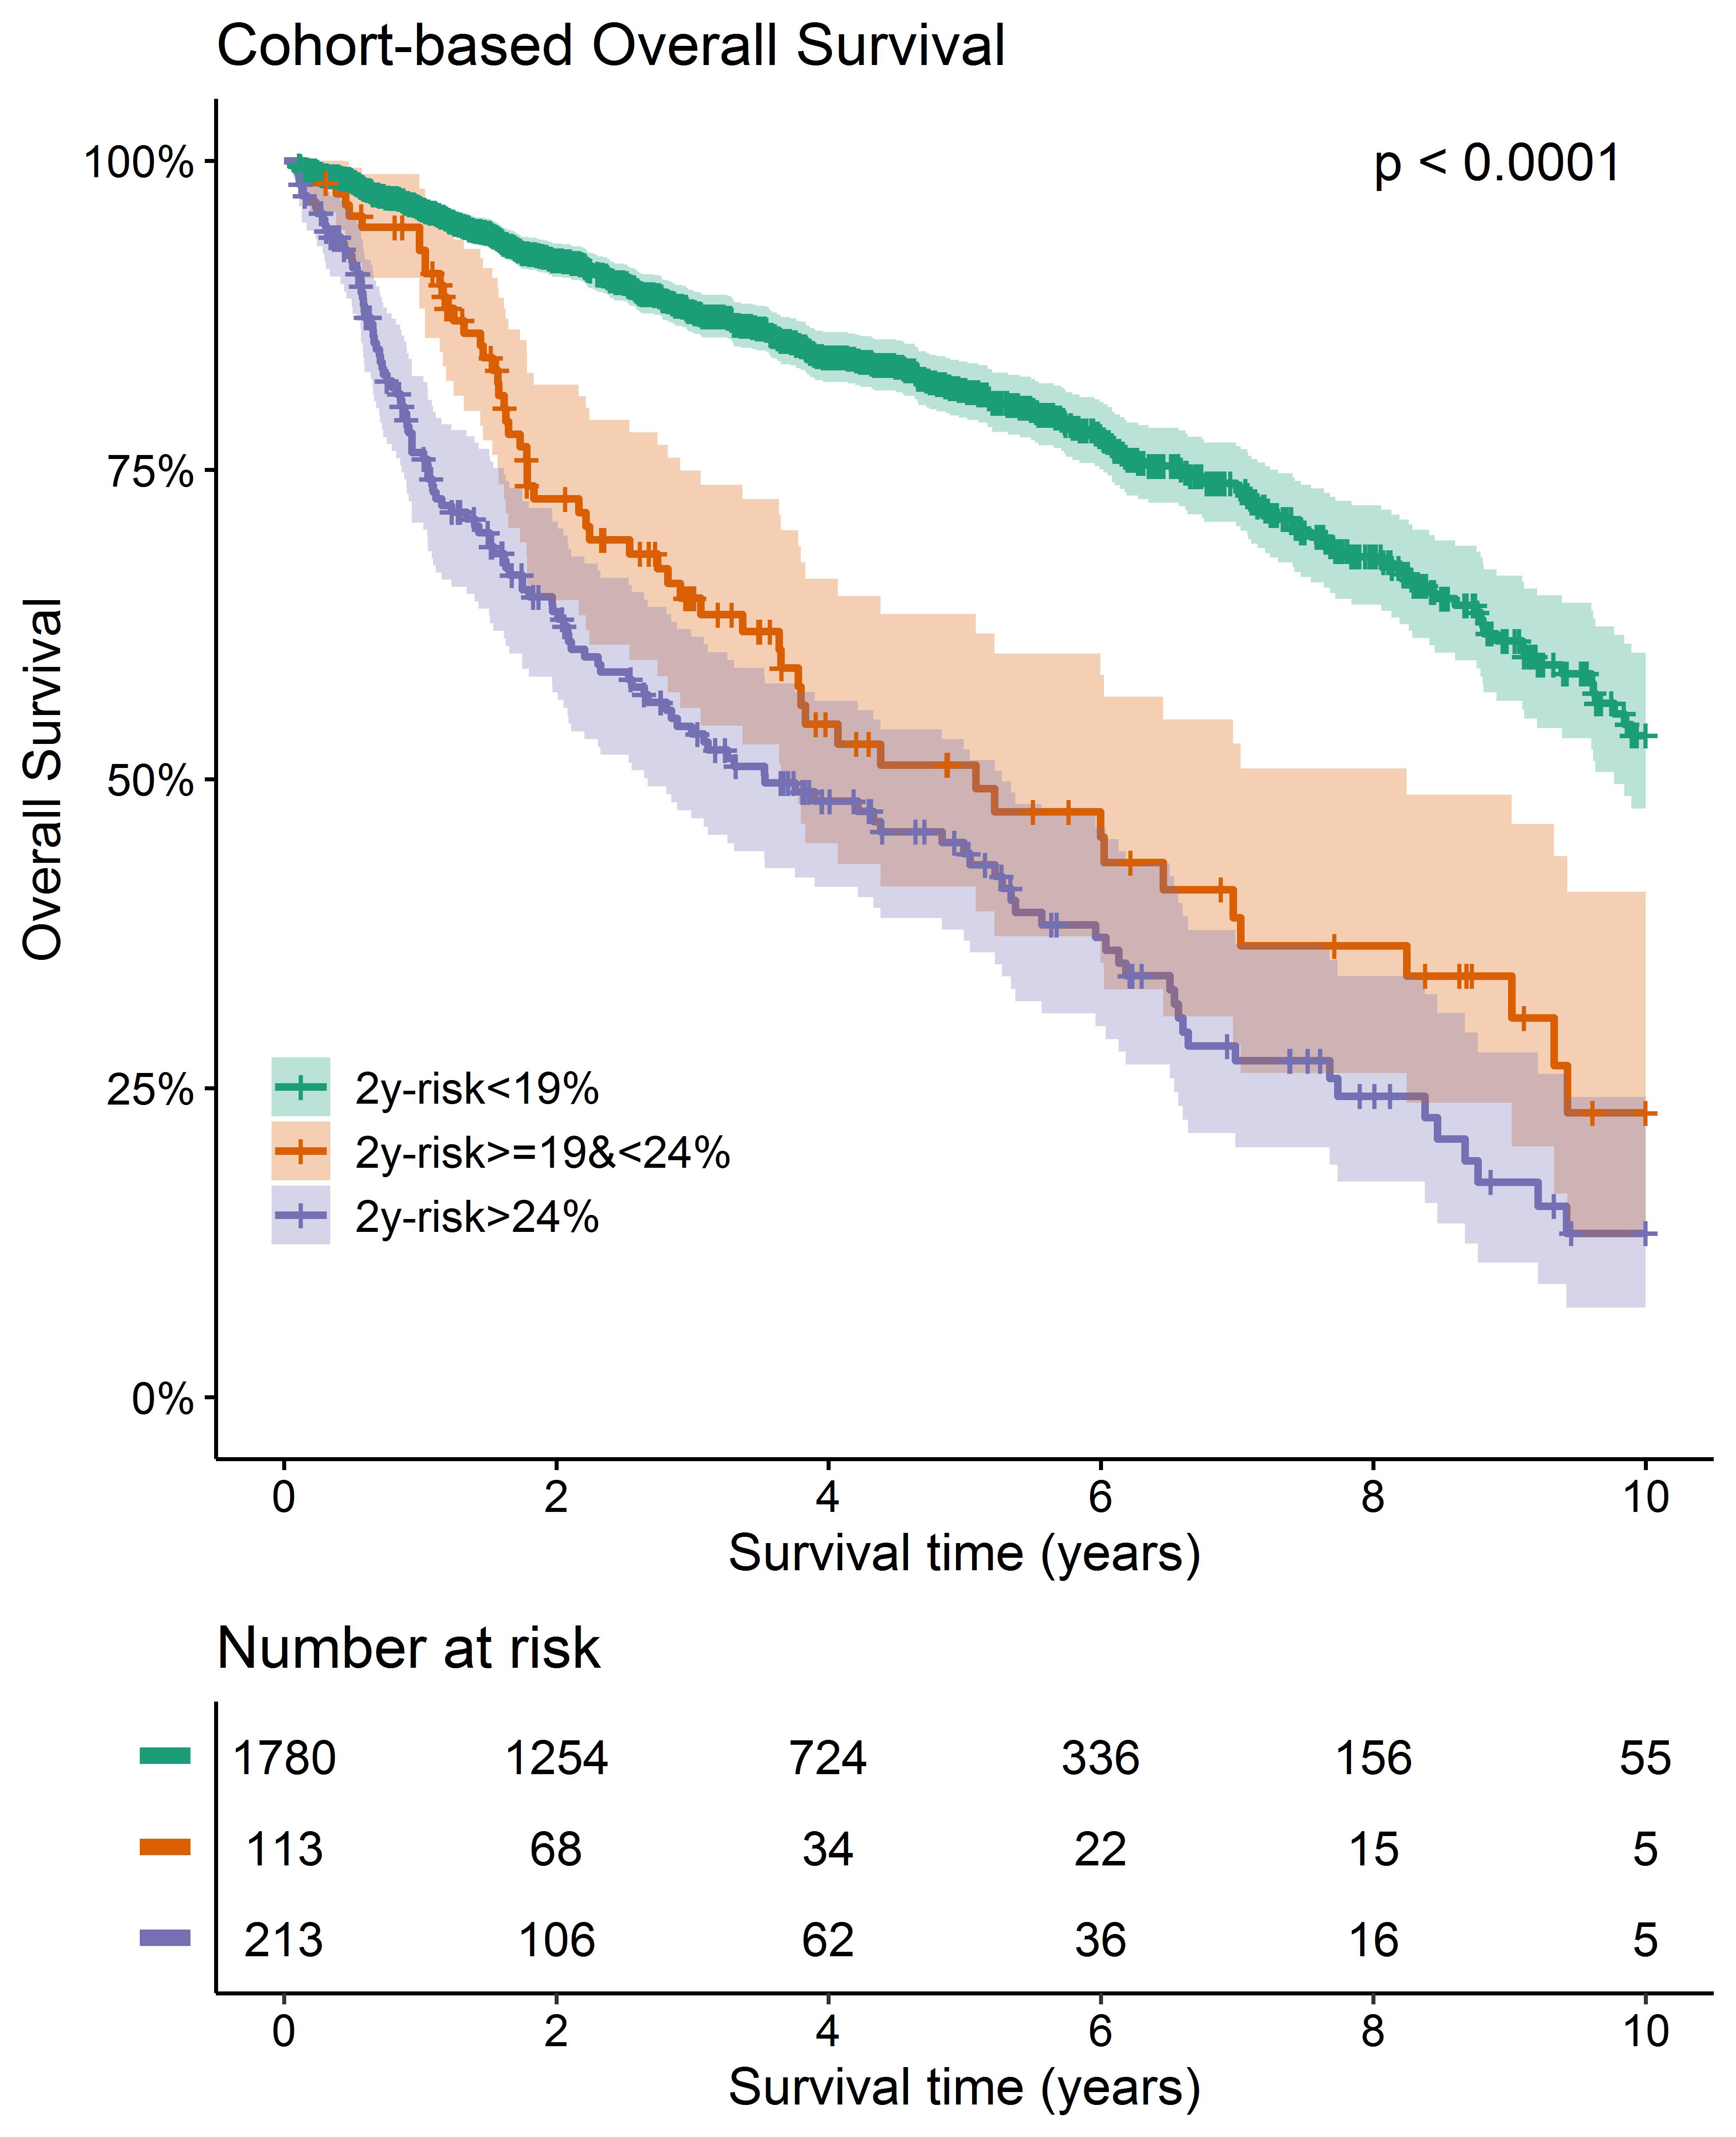 Cohort-based Overall Survival
p < 0.0001
100%
75%
50%
25%
0%
Overall Survival
2y-risk<19%
2y-risk>=19&<24%
2y-risk>24%
0 2 4 6 8 10
Survival time (years)
Number at risk
1780 1254 724 336 156 55
113 68 34 22 15 5
213 106 62 36 16 5
0 2 4 6 8 10
Survival time (years)